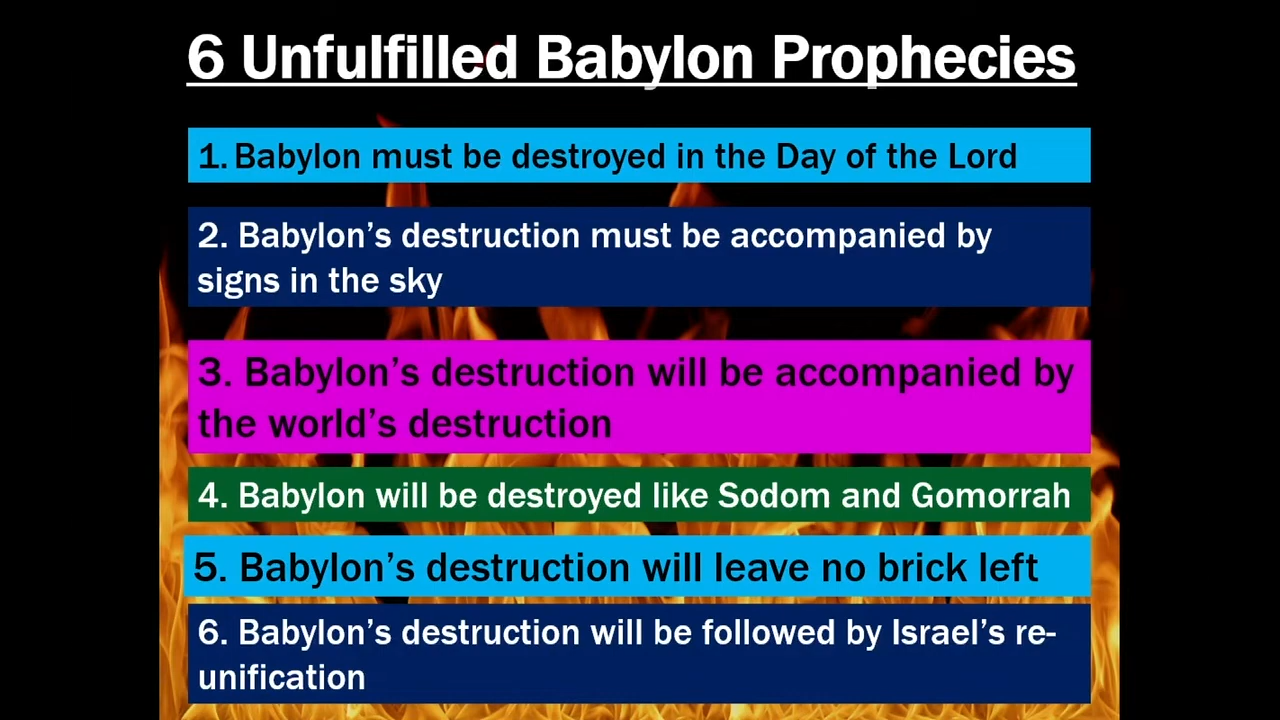 6 Unfulfilled Babylon Prophecies
1. Babylon must be destroyed in the Day of the Lord
2. Babylon’s destruction must be accompanied by
signs in the sky
3. Babylon’s destruction will be accompanied by
the world’s destruction
4. Babylon will be destroyed like Sodom and Gomorrah
5. Babylon’s destruction will leave no brick left
6. Babylon’s destruction will be followed by Israel’s re-
unification